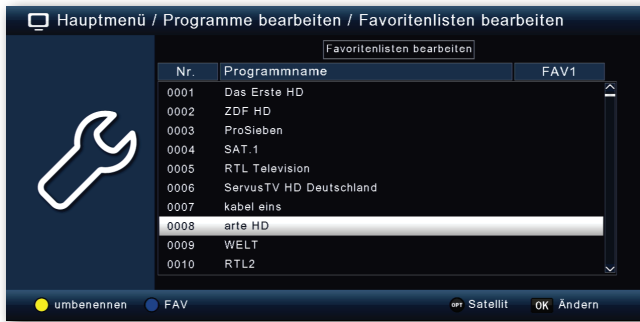 Hauptmenü / Programme bearbeiten / Favoritenlisten bearbeiten
Favoritenlisten bearbeiten
Nr. Programmname FAV1
0001 Das Erste HD
0002 ZDF HD
0003 ProSieben
0004 SAT.1
0005 RTL Television
0006 ServusTV HD Deutschland
0007 kabel eins
0008 arte HD
0009 WELT
0010 RTL2
umbenennen FAV OPT Satellit OK Ändern